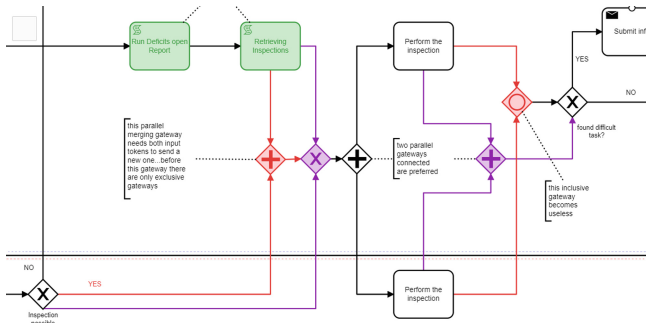 Run Deficits open
Report
Retrieving
Inspections
Perform the
inspection
Submit inf
YES
NO
found difficult
task?
this parallel
merging gateway
needs both input
tokens to send a
new one...before
this gateway there
are only exclusive
gateways
two parallel
gateways
connected
are preferred
this inclusive
gateway
becomes
useless
NO
YES
Inspection
Perform the
inspection